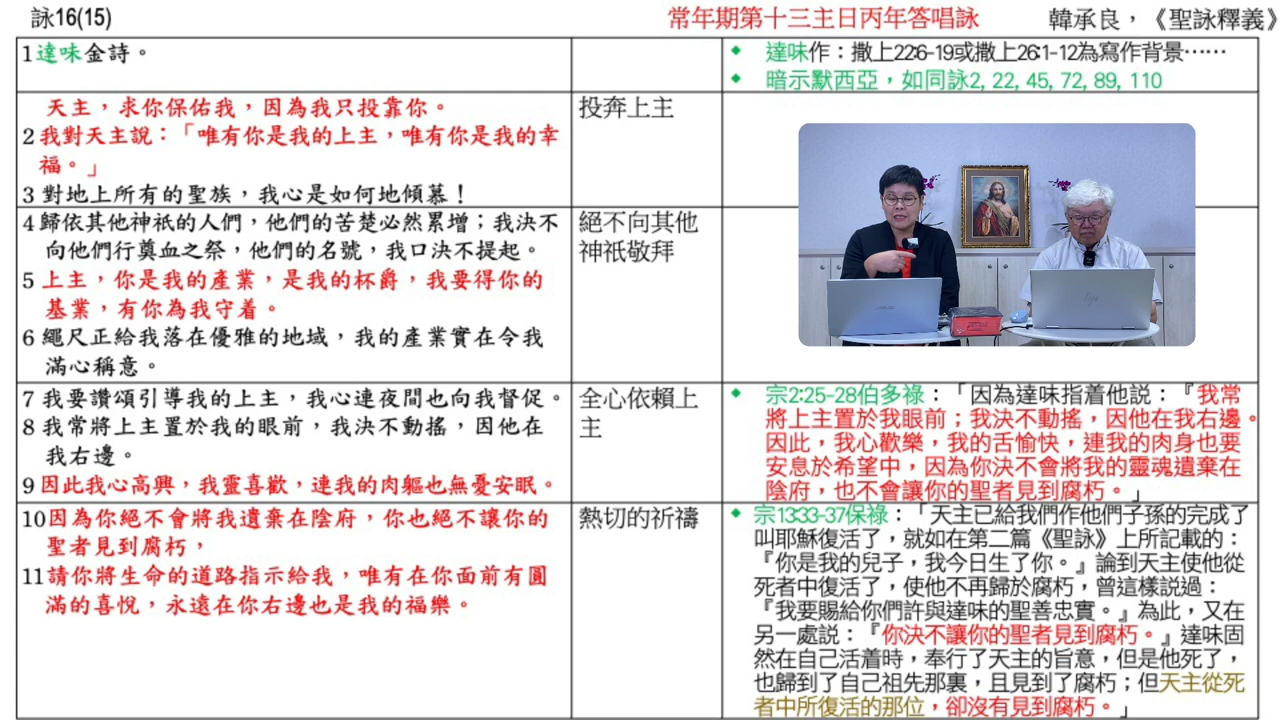 詠16(15)
常年期第十三主日丙年答唱詠
韓承良，《聖詠釋義》
1達味金詩。
◆ 達味作：撒上22:6-19或撒上26:1-12為寫作背景⋯⋯
◆ 暗示默西亞，如同詠2, 22, 45, 72, 89, 110
天主，求你保佑我，因為我只投靠你。
2 我對天主說：「唯有你是我的上主，唯有你是我的幸
福。」
3 對地上所有的聖族，我心是如何地傾慕！
投奔上主
4 歸依其他神祇的人們，他們的苦楚必然累增；我決不
向他們行奠血之祭，他們的名號，我口決不提起。
5 上主，你是我的產業，是我的杯爵，我要得你的
基業，有你為我守着。
6 繩尺正給我落在優雅的地域，我的產業實在令我
滿心稱意。
絕不向其他
神祇敬拜
7 我要讚頌引導我的上主，我心連夜間也向我督促。
8 我常將上主置於我的眼前，我決不動搖，因他在
我右邊。
9 因此我心高興，我靈喜歡，連我的肉軀也無憂安眠。
全心依賴上
主
◆ 宗2:25-28伯多祿：「因為達味指着他説：『我常
將上主置於我眼前；我決不動搖，因他在我右邊。
因此，我心歡樂，我的舌愉快，連我的肉身也要
安息於希望中，因為你決不會將我的靈魂遺棄在
陰府，也不會讓你的聖者見到腐朽。」
10因為你絕不會將我遺棄在陰府，你也絕不讓你的
聖者見到腐朽，
11請你將生命的道路指示給我，唯有在你面前有圓
滿的喜悅，永遠在你右邊也是我的福樂。
熱切的祈禱
◆ 宗13:33-37保祿：「天主已給我們作他們子孫的完成了
叫耶穌復活了，就如在第二篇《聖詠》上所記載的：
『你是我的兒子，我今日生了你。』論到天主使他從
死者中復活了，使他不再歸於腐朽，曾這樣説過：
『我要賜給你們許與達味的聖善忠實。』為此，又在
另一處説：『你決不讓你的聖者見到腐朽。』達味固
然在自己活着時，奉行了天主的旨意，但是他死了，
也歸到了自己祖先那裏，且見到了腐朽；但天主從死
者中所復活的那位，卻沒有見到腐朽。」